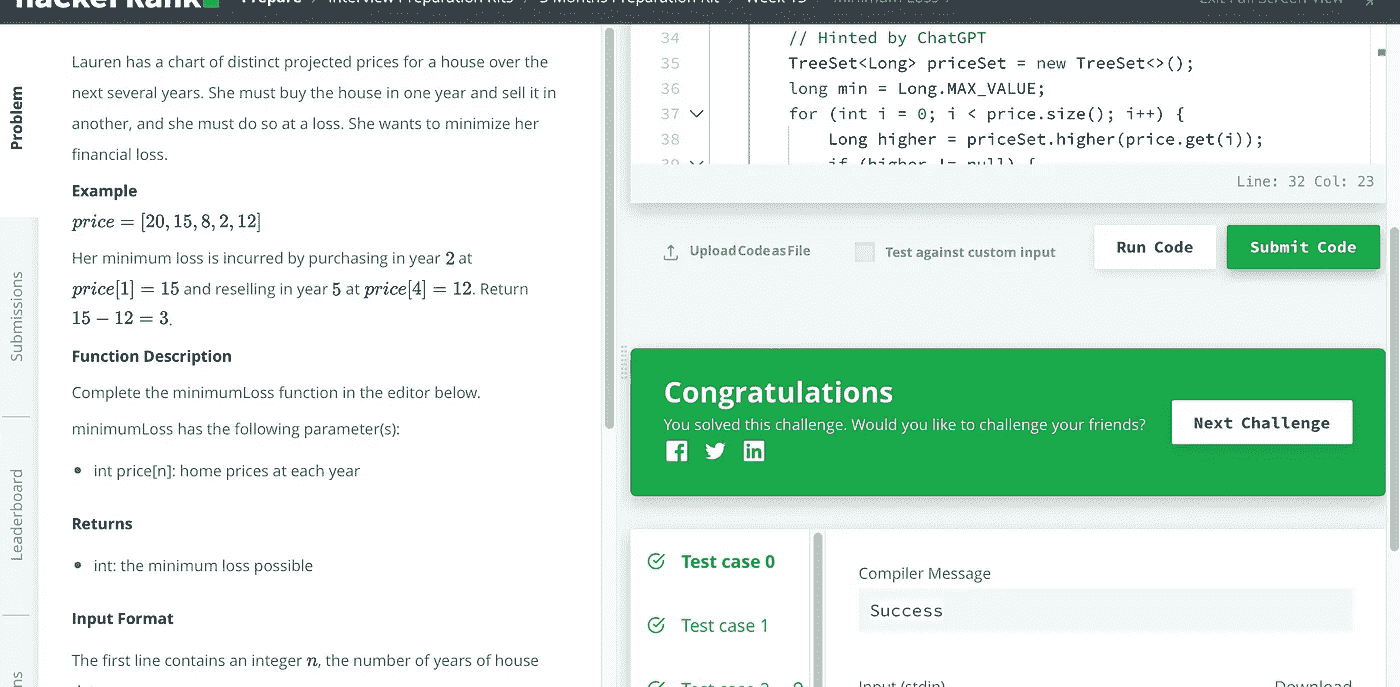 HackerRank
Prepare
Interview Preparation Kits
3 Months Preparation Kit
Week 13
Minimum Loss
Exit Full Screen View
Problem
Submissions
Leaderboard
Lauren has a chart of distinct projected prices for a house over the
next several years. She must buy the house in one year and sell it in
another, and she must do so at a loss. She wants to minimize her
financial loss.
Example
price = [20, 15, 8, 2, 12]
Her minimum loss is incurred by purchasing in year 2 at
price[1] = 15 and reselling in year 5 at price[4] = 12. Return
15 − 12 = 3.
Function Description
Complete the minimumLoss function in the editor below.
minimumLoss has the following parameter(s):
• int price[n]: home prices at each year
Returns
• int: the minimum loss possible
Input Format
The first line contains an integer n, the number of years of house
34 // Hinted by ChatGPT
35 TreeSet<Long> priceSet = new TreeSet<>();
36 long min = Long.MAX_VALUE;
37 for (int i = 0; i < price.size(); i++) {
38 Long higher = priceSet.higher(price.get(i));
39 if (higher != null) {
Line: 32 Col: 23
Upload Code as File
Test against custom input
Run Code
Submit Code
Congratulations
You solved this challenge. Would you like to challenge your friends?
Next Challenge
Test case 0
Test case 1
Compiler Message
Success
Input (stdin)
Download